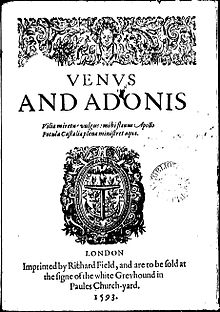 VENVS
AND ADONIS
Vilia miretur vulgus: mihi flauus Apollo
Pocula Castalia plena ministret aqua.
LONDON
Imprinted by Richard Field, and are to be sold at
the signe of the white Greyhound in
Paules Church-yard.
1593.